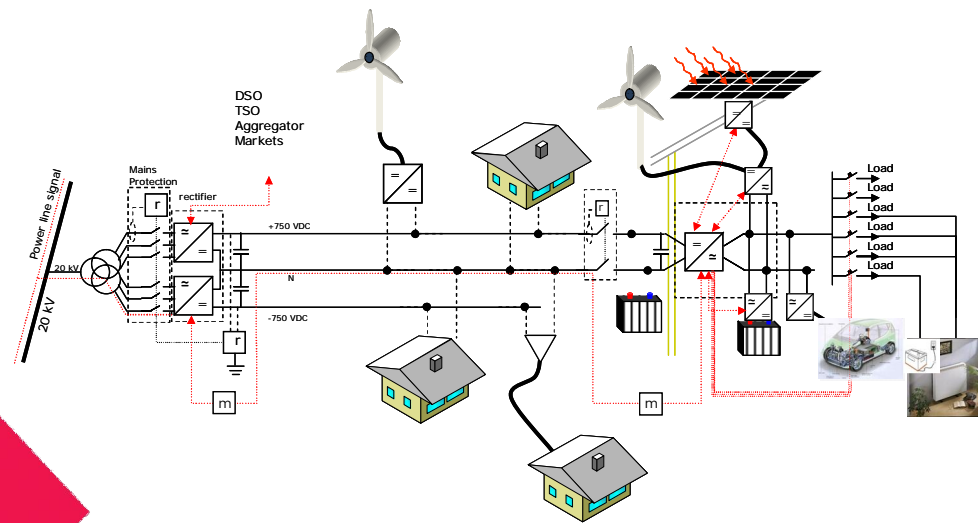 DSO
TSO
Aggregator
Markets
Mains
Protection
rectifier
Power line signal
20 kV
20 kV
+750 VDC
N
-750 VDC
r
r
r
m
m
Load
Load
Load
Load
Load
Load